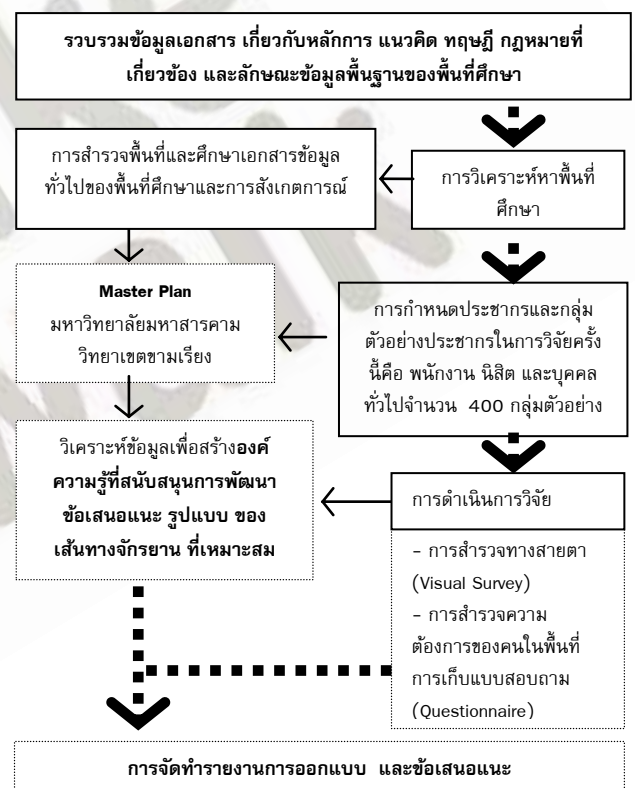 รวบรวมข้อมูลเอกสาร เกี่ยวกับหลักการ แนวคิด ทฤษฎี กฎหมายที่
เกี่ยวข้อง และลักษณะข้อมูลพื้นฐานของพื้นที่ศึกษา
การสำรวจพื้นที่และศึกษาเอกสารข้อมูล
ทั่วไปของพื้นที่ศึกษาและการสังเกตการณ์
การวิเคราะห์หาพื้นที่
ศึกษา
Master Plan
มหาวิทยาลัยมหาสารคาม
วิทยาเขตขามเรียง
การกำหนดประชากรและกลุ่ม
ตัวอย่างประชากรในการวิจัยครั้ง
นี้คือ พนักงาน นิสิต และบุคคล
ทั่วไปจำนวน 400 กลุ่มตัวอย่าง
วิเคราะห์ข้อมูลเพื่อสร้างองค์
ความรู้ที่สนับสนุนการพัฒนา
ข้อเสนอแนะ รูปแบบ ของ
เส้นทางจักรยาน ที่เหมาะสม
การดำเนินการวิจัย
- การสำรวจทางสายตา
(Visual Survey)
- การสำรวจความ
ต้องการของคนในพื้นที่
การเก็บแบบสอบถาม
(Questionnaire)
การจัดทำรายงานการออกแบบ และข้อเสนอแนะ